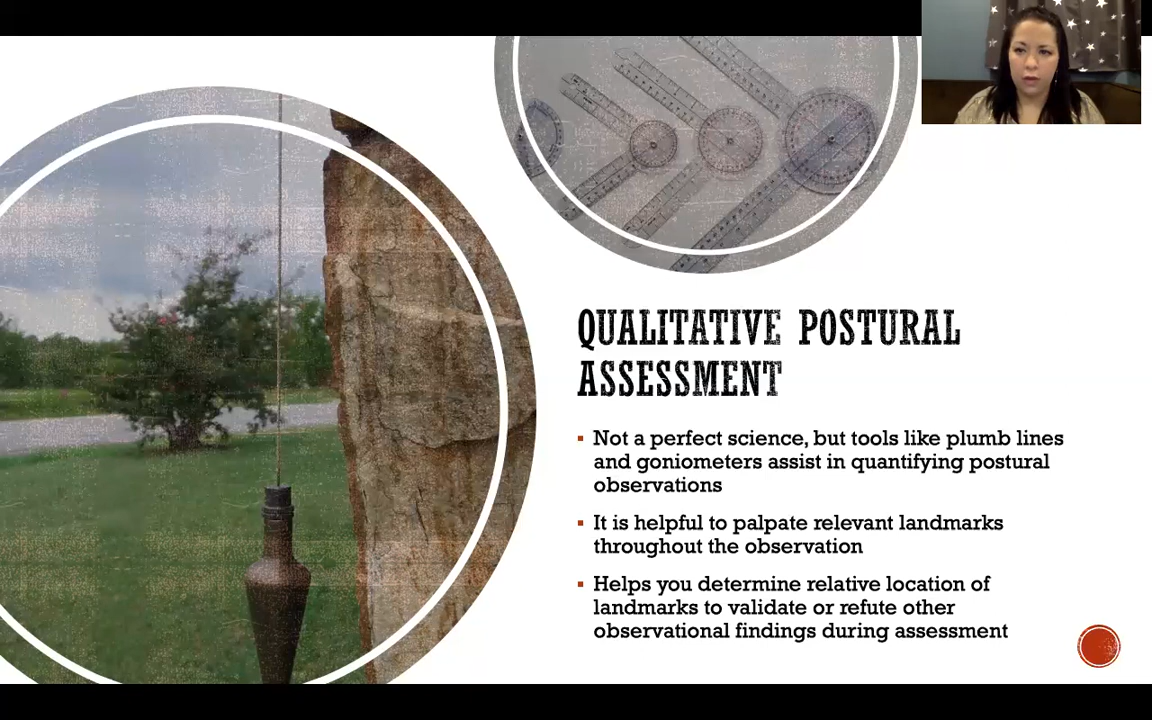 QUALITATIVE POSTURAL
ASSESSMENT
▪ Not a perfect science, but tools like plumb lines
and goniometers assist in quantifying postural
observations
▪ It is helpful to palpate relevant landmarks
throughout the observation
▪ Helps you determine relative location of
landmarks to validate or refute other
observational findings during assessment